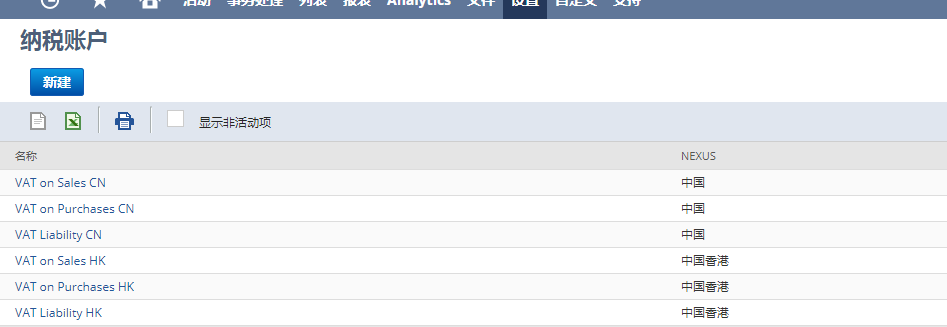 活动 事务处理 列表 报表 Analytics 文件 设置 自定义 支持
纳税账户
新建
显示非活动项
名称 NEXUS
VAT on Sales CN 中国
VAT on Purchases CN 中国
VAT Liability CN 中国
VAT on Sales HK 中国香港
VAT on Purchases HK 中国香港
VAT Liability HK 中国香港